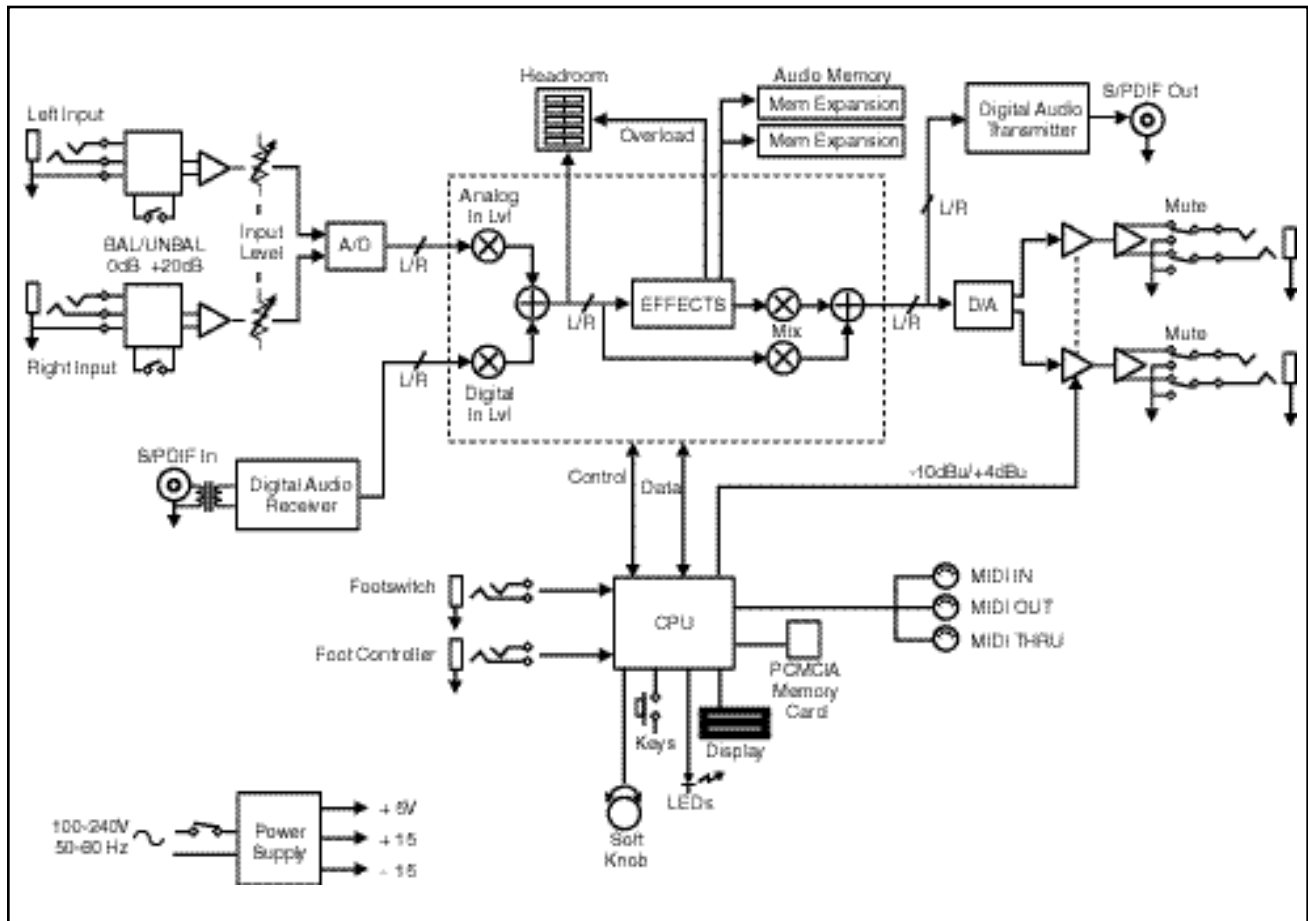 Headroom
Audio Memory
Mem Expansion
Mem Expansion
Overload
Digital Audio
Transmitter
S/PDIF Out
Left Input
BAL/UNBAL
0dB +20dB
Input
Level
A/D
L/R
Analog
In Lvl
L/R
EFFECTS
Mix
L/R
L/R
D/A
Mute
Mute
Right Input
L/R
Digital
In Lvl
S/PDIF In
Digital Audio
Receiver
Control
Data
-10dBu/+4dBu
Footswitch
Foot Controller
CPU
MIDI IN
MIDI OUT
MIDI THRU
PCMCIA
Memory
Card
Keys
Display
LEDs
Soft
Knob
100-240V
50-60 Hz
Power
Supply
+ 5V
+ 15
- 15